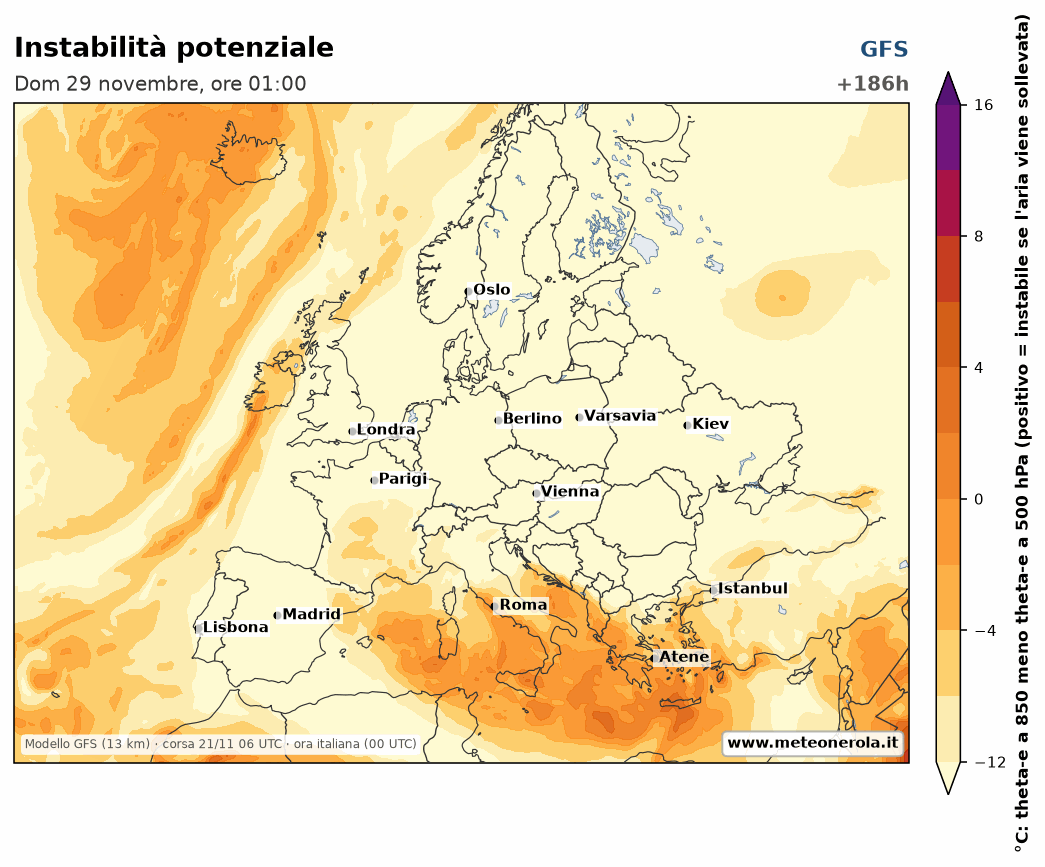 Instabilità potenziale
GFS
Dom 29 novembre, ore 01:00
+186h
Oslo
Berlino
Varsavia
Kiev
Londra
Parigi
Vienna
Istanbul
Roma
Madrid
Lisbona
Atene
Modello GFS (13 km) · corsa 21/11 06 UTC · ora italiana (00 UTC)
www.meteonerola.it
16
8
4
0
−4
−12
°C: theta-e a 850 meno theta-e a 500 hPa (positivo = instabile se l'aria viene sollevata)